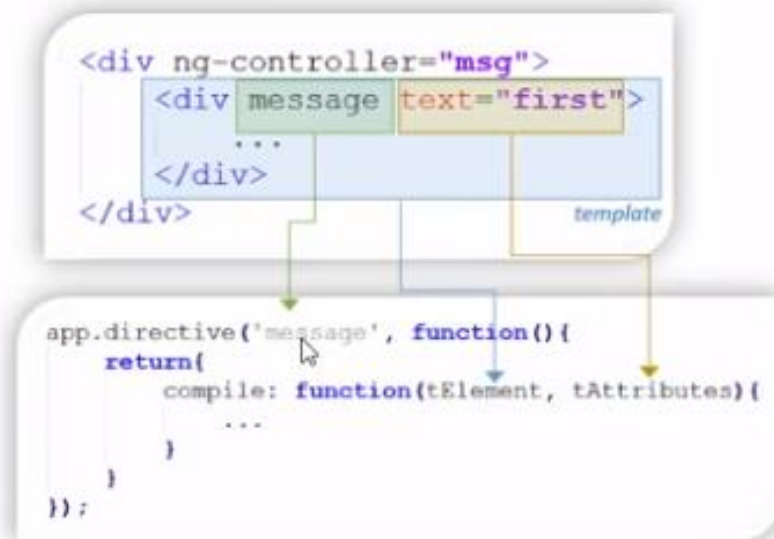 <div ng-controller="msg">
<div message text="first">
...
</div>
</div>
template
app.directive('message', function(){
return{
compile: function(tElement, tAttributes){
...
}
}
});